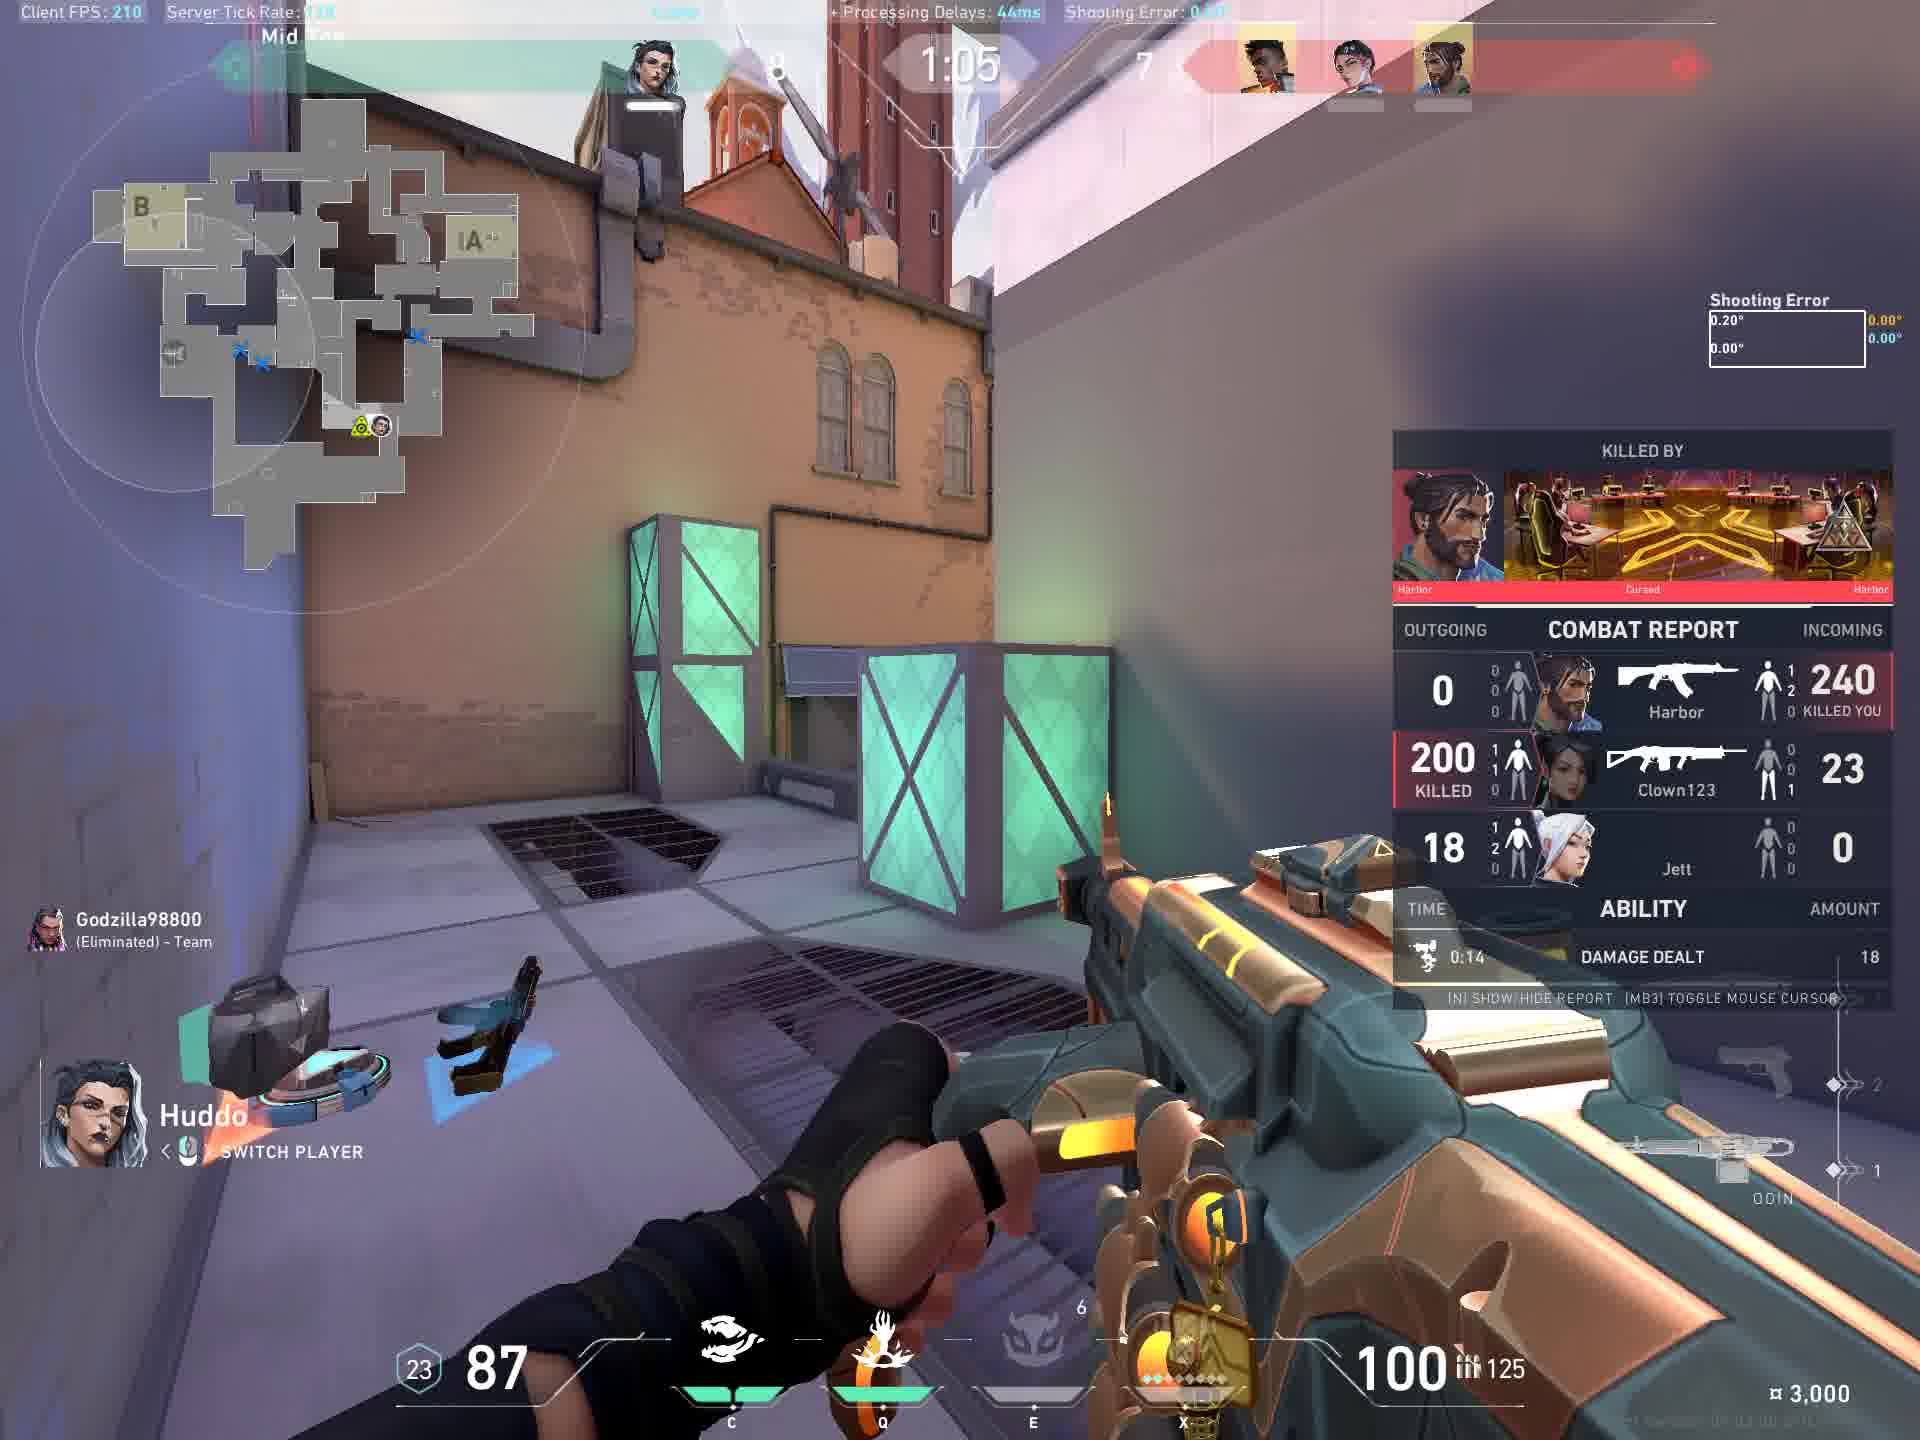 Client FPS: 210
Server Tick Rate: 128
+ Processing Delays: 44ms
Shooting Error:
Mid Top
8
1:05
7
B
A
Shooting Error
0.20°
0.00°
0.00°
0.00°
KILLED BY
Harbor
Cursed
Harbor
OUTGOING
COMBAT REPORT
INCOMING
0
0
0
0
Harbor
1
2
0
240
KILLED YOU
200
KILLED
1
1
0
Clown123
0
0
1
23
18
1
2
0
Jett
0
0
0
0
TIME
ABILITY
AMOUNT
0:14
DAMAGE DEALT
18
[N] SHOW/HIDE REPORT
[MB3] TOGGLE MOUSE CURSOR
Godzilla98800
(Eliminated) - Team
Huddo
SWITCH PLAYER
2
1
ODIN
23
87
C
Q
E
6
X
100
125
¤ 3,000